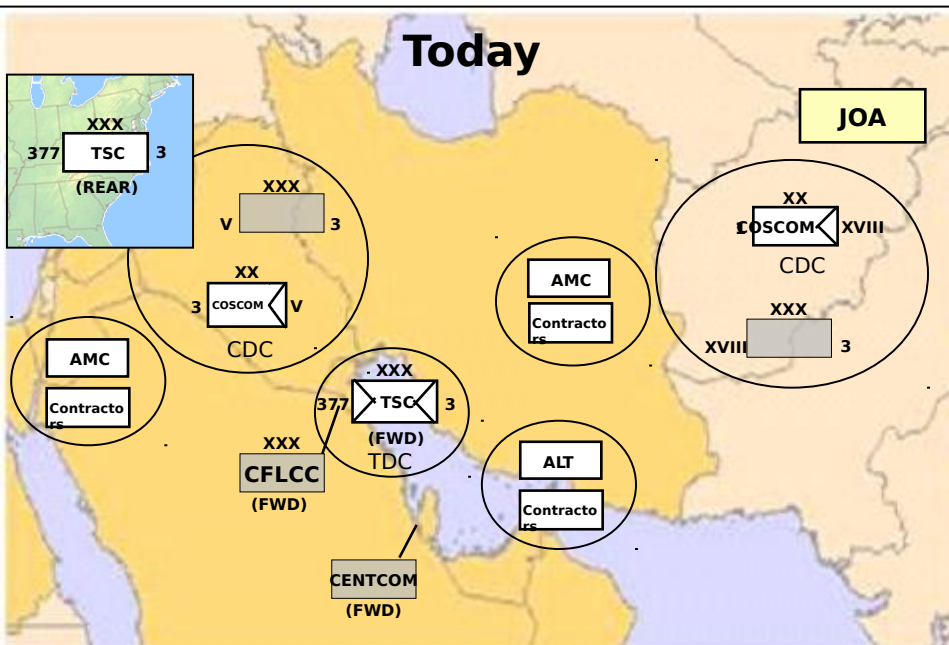 Today
JOA
XXX
377 TSC 3
(REAR)
XXX
V 3
XX
3 COSCOM V
CDC
XX
COSCOM XVIII
CDC
XXX
XVIII 3
AMC
Contracto
rs
AMC
Contracto
rs
XXX
377 TSC 3
(FWD)
TDC
XXX
CFLCC
(FWD)
ALT
Contracto
rs
CENTCOM
(FWD)